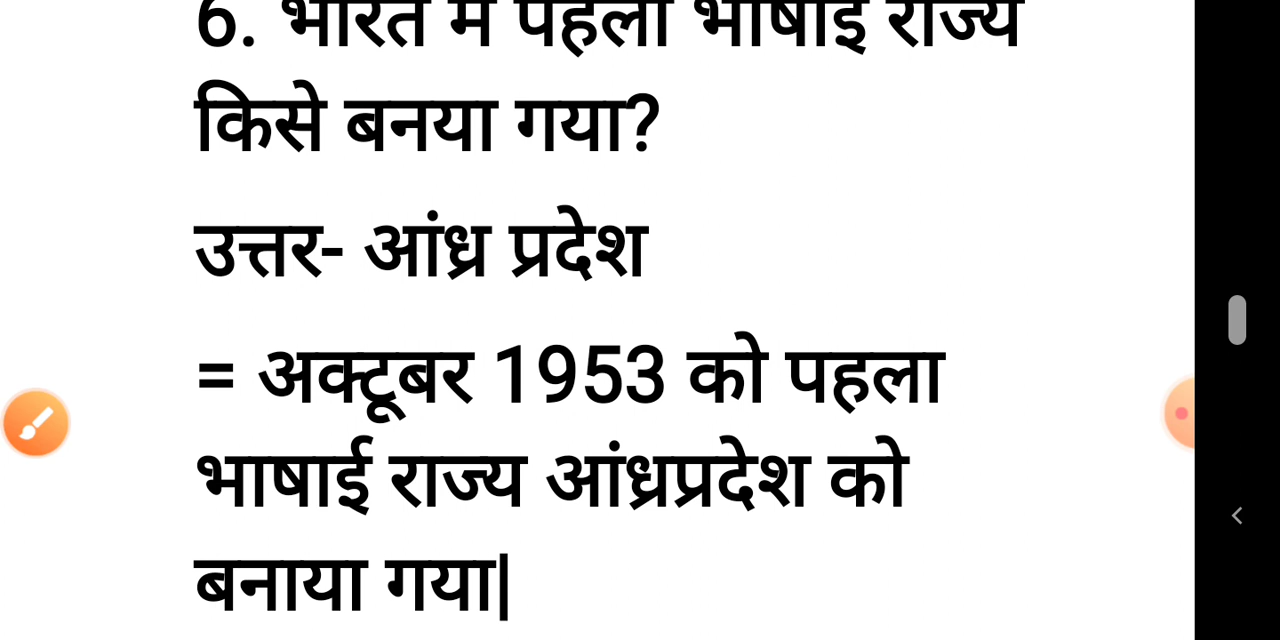 6. भारत में पहला भाषाई राज्य
किसे बनया गया?
उत्तर- आंध्र प्रदेश
= अक्टूबर 1953 को पहला
भाषाई राज्य आंध्रप्रदेश को
बनाया गया|